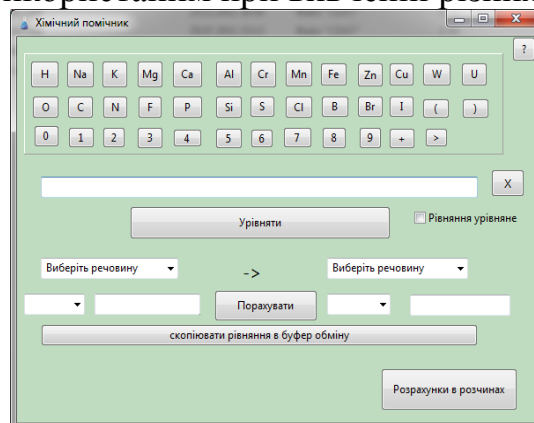 Хімічний помічник
?
H Na K Mg Ca Al Cr Mn Fe Zn Cu W U
O C N F P Si S Cl B Br I ( )
0 1 2 3 4 5 6 7 8 9 + >
X
Урівняти
Рівняння урівняне
Виберіть речовину -> Виберіть речовину
Порахувати
скопіювати рівняння в буфер обміну
Розрахунки в розчинах